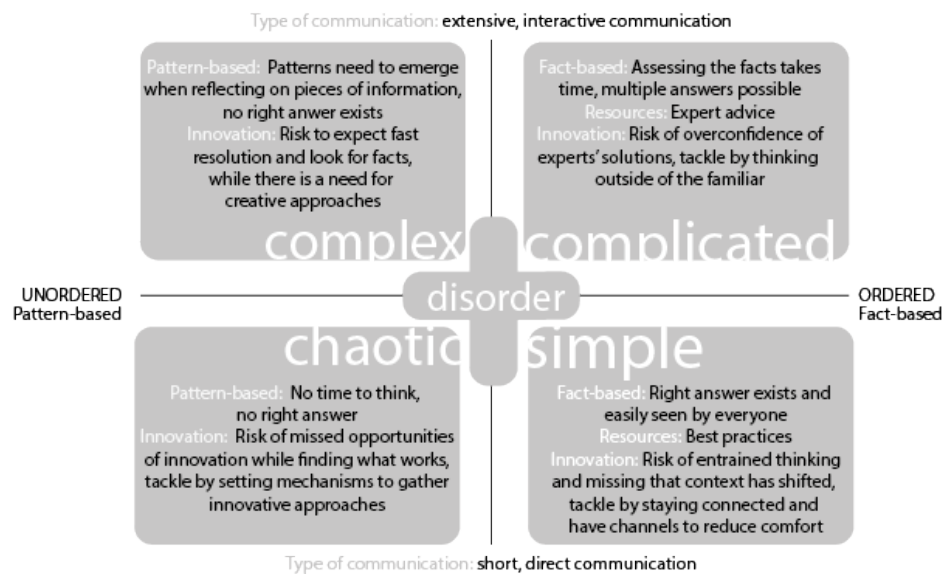 Type of communication: extensive, interactive communication
Pattern-based: Patterns need to emerge
when reflecting on pieces of information,
no right anwer exists
Innovation: Risk to expect fast
resolution and look for facts,
while there is a need for
creative approaches
complex
Fact-based: Assessing the facts takes
time, multiple answers possible
Resources: Expert advice
Innovation: Risk of overconfidence of
experts' solutions, tackle by thinking
outside of the familiar
complicated
UNORDERED
Pattern-based
disorder
ORDERED
Fact-based
chaotic
Pattern-based: No time to think,
no right answer
Innovation: Risk of missed opportunities
of innovation while finding what works,
tackle by setting mechanisms to gather
innovative approaches
simple
Fact-based: Right answer exists and
easily seen by everyone
Resources: Best practices
Innovation: Risk of entrained thinking
and missing that context has shifted,
tackle by staying connected and
have channels to reduce comfort
Type of communication: short, direct communication